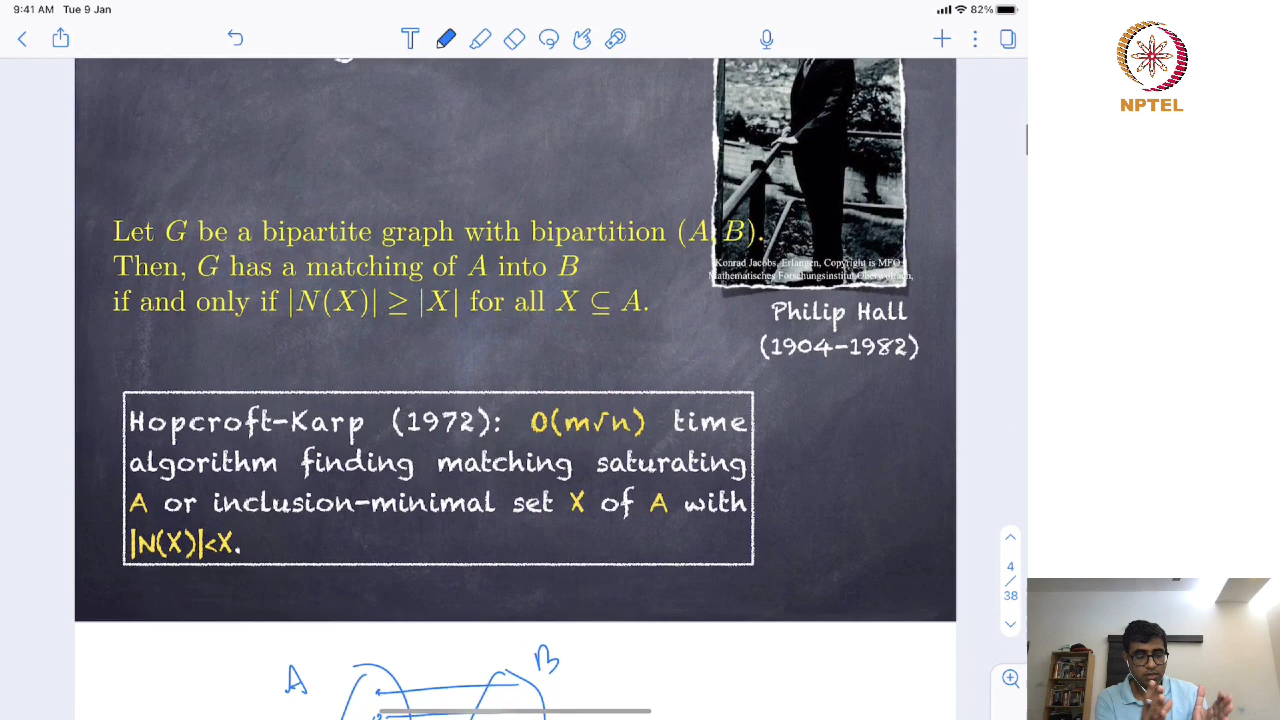 9:41 AM Tue 9 Jan
82%
NPTEL
Let G be a bipartite graph with bipartition (A, B).
Then, G has a matching of A into B
if and only if |N(X)| ≥ |X| for all X ⊆ A.
Konrad Jacobs, Erlangen, Copyright is MFO,
Mathematisches Forschungsinstitut Oberwolfach,
Philip Hall
(1904-1982)
Hopcroft-Karp (1972): O(m√n) time
algorithm finding matching saturating
A or inclusion-minimal set X of A with
|N(X)|<X.
4
/
38
A
B